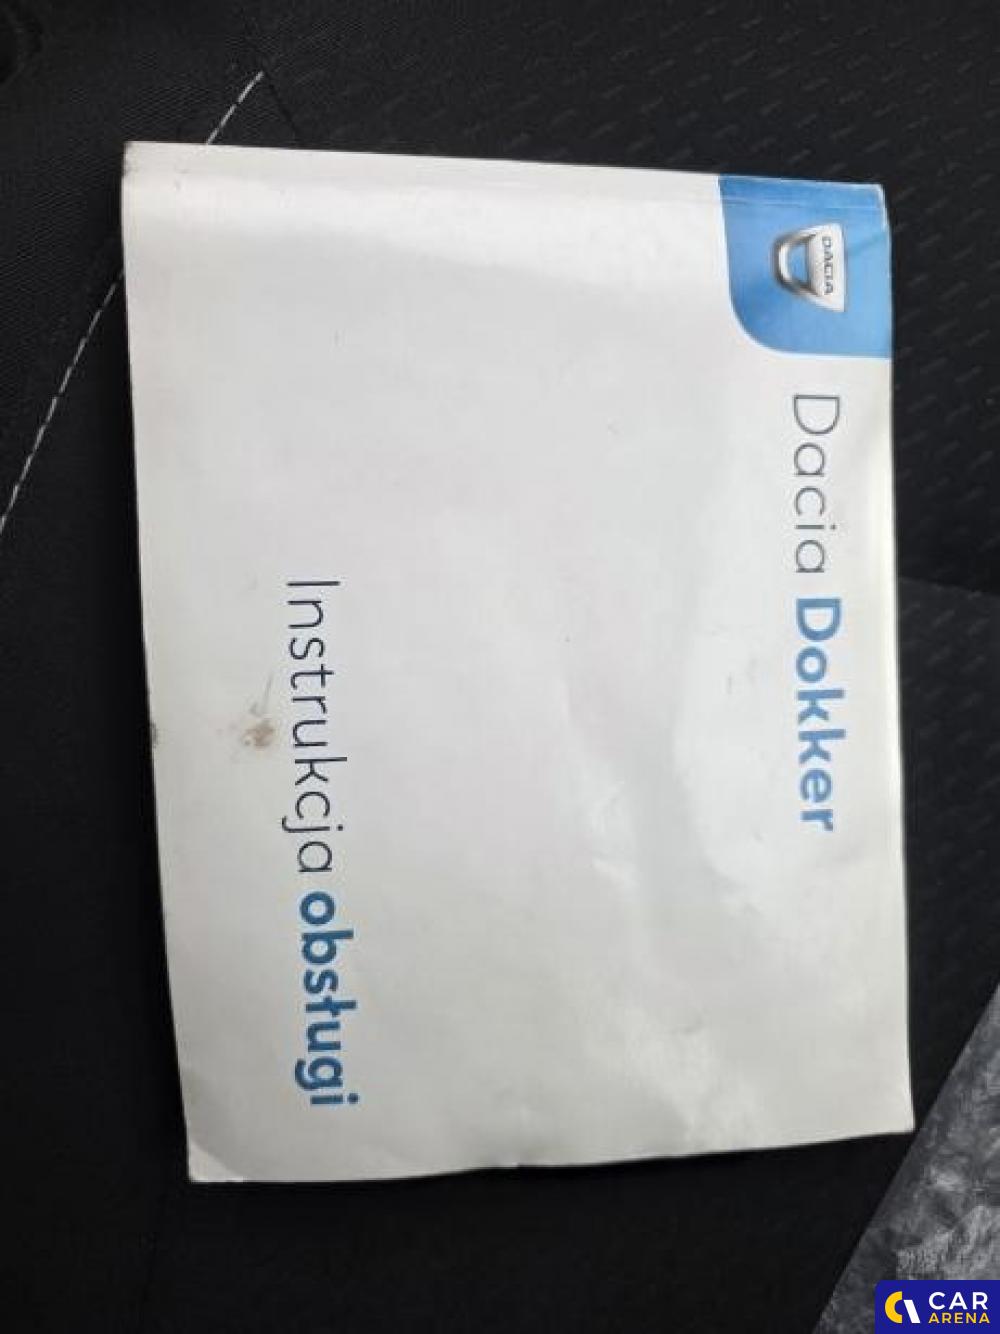 DACIA
Dacia Dokker
Instrukcja obsługi
CAR
ARENA